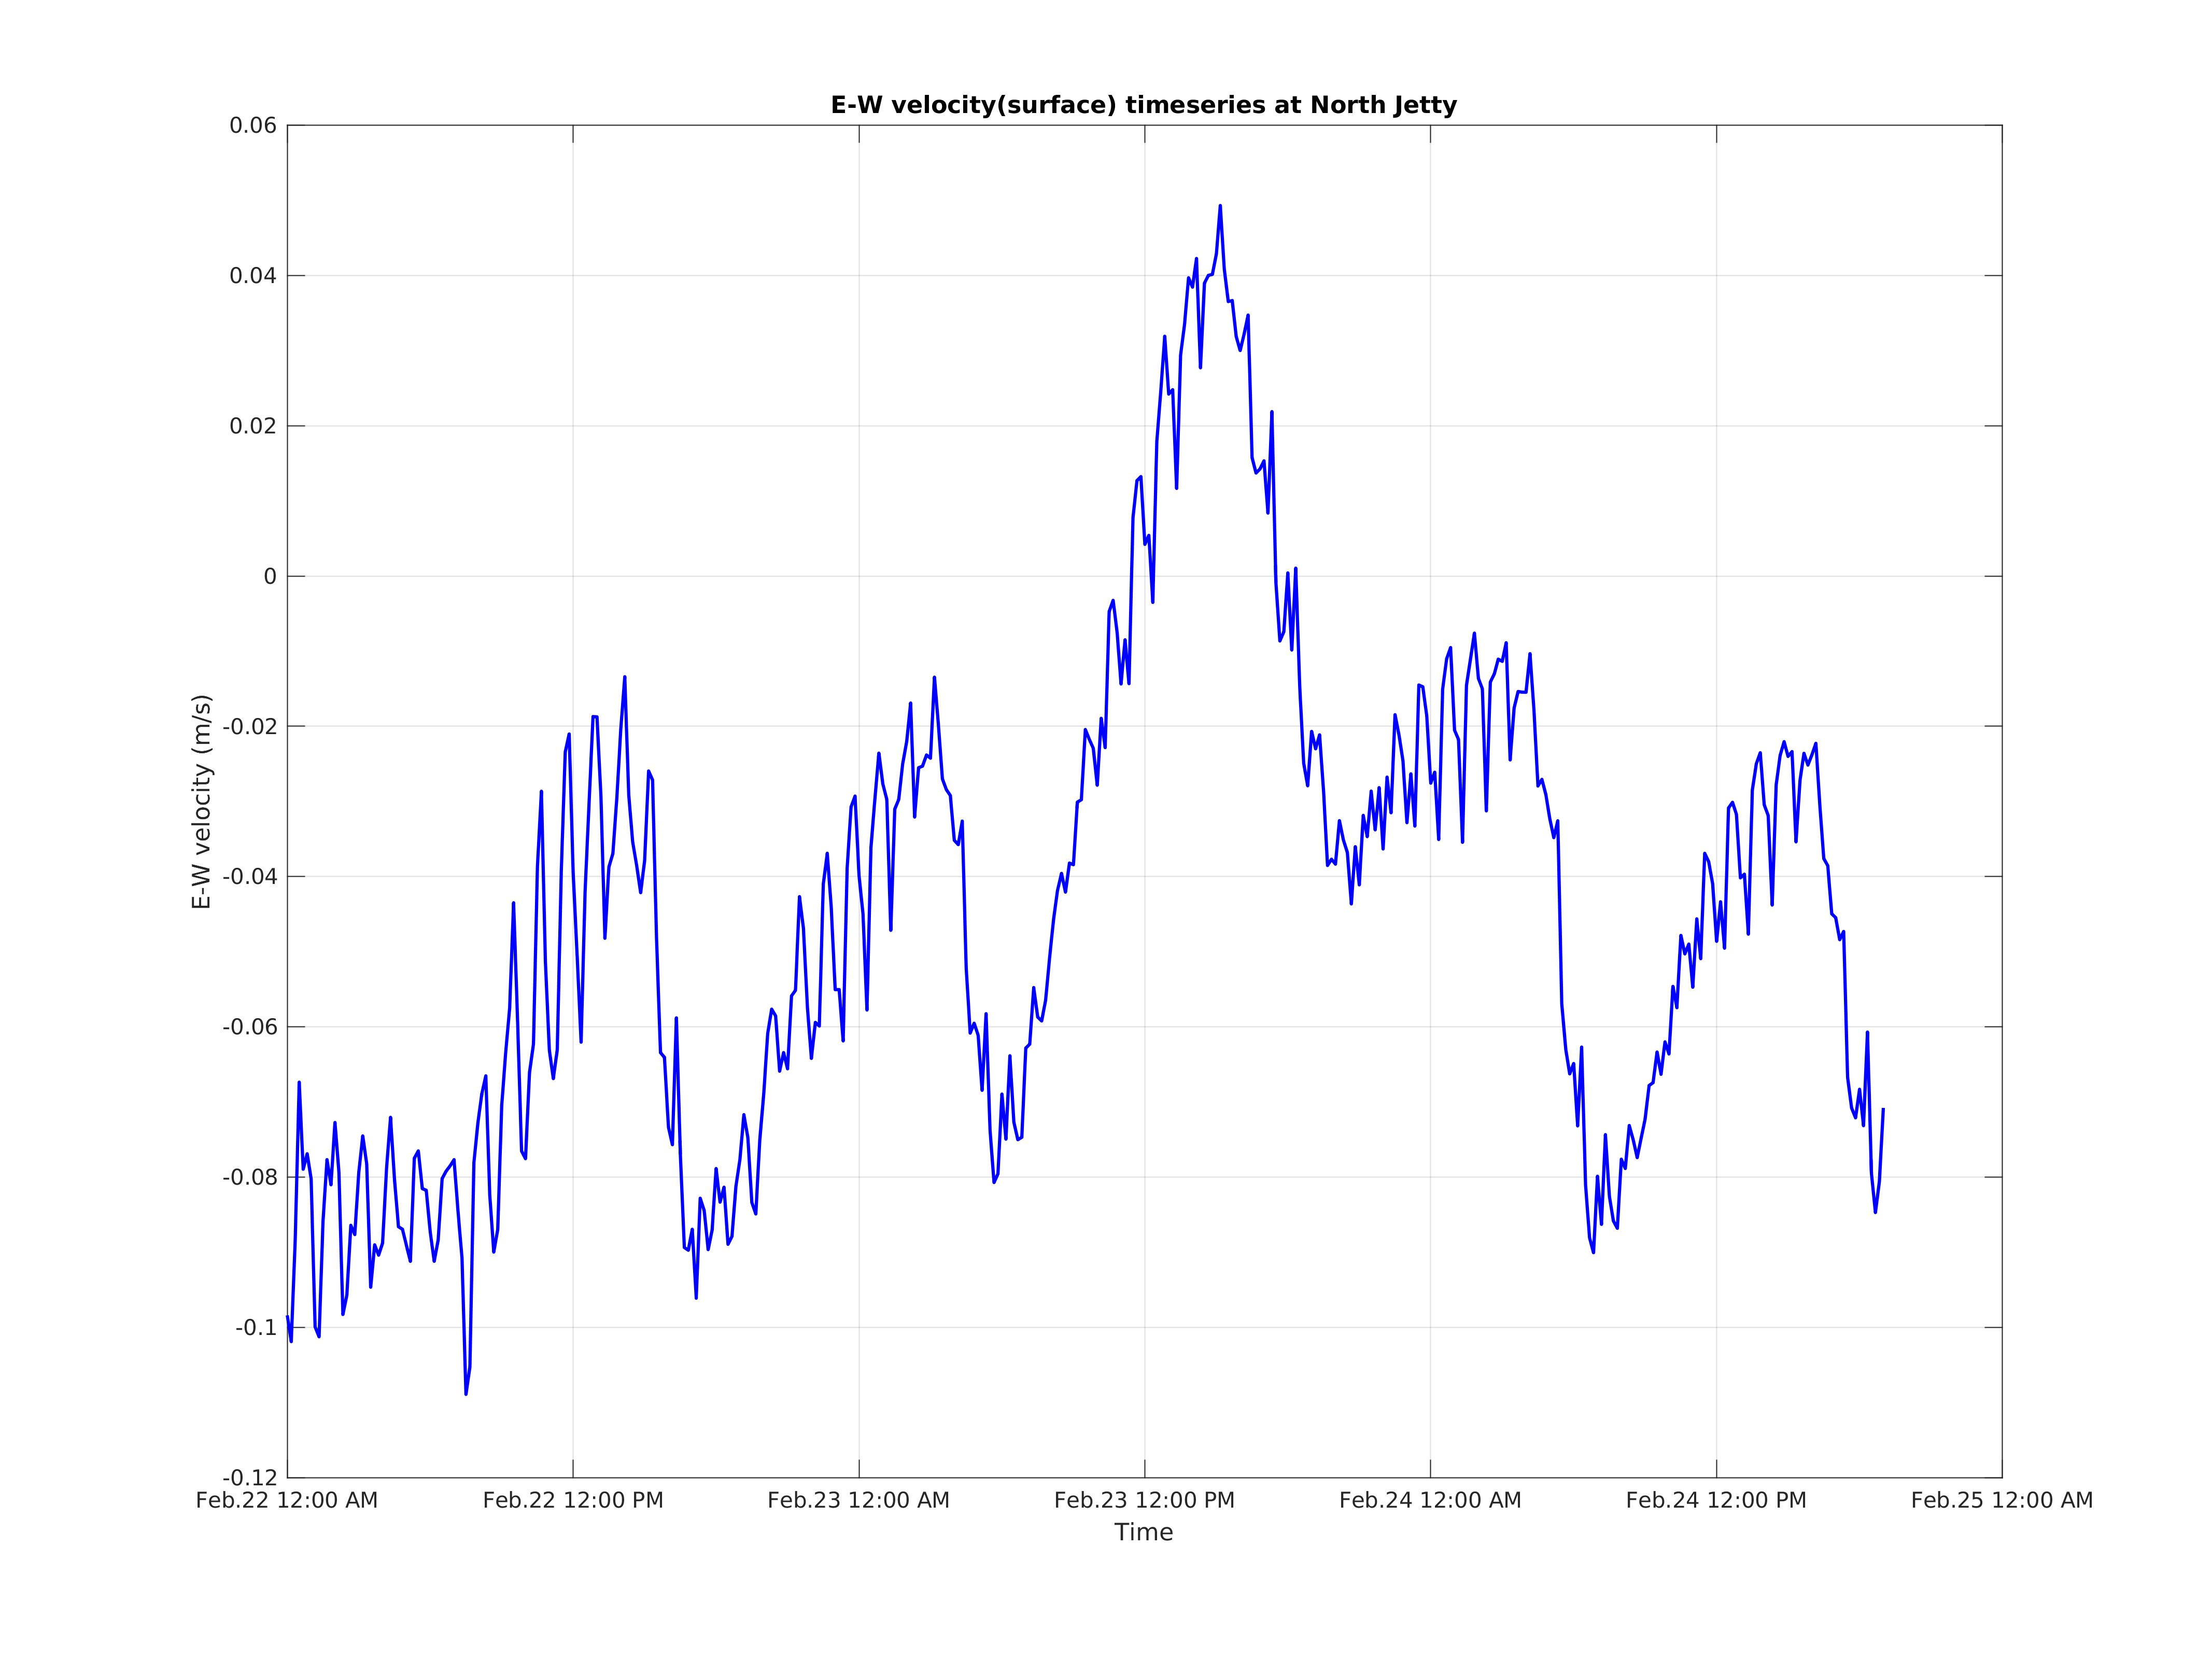 E-W velocity(surface) timeseries at North Jetty
0.06
0.04
0.02
0
-0.02
-0.04
-0.06
-0.08
-0.1
-0.12
E-W velocity (m/s)
Feb.22 12:00 AM
Feb.22 12:00 PM
Feb.23 12:00 AM
Feb.23 12:00 PM
Feb.24 12:00 AM
Feb.24 12:00 PM
Feb.25 12:00 AM
Time